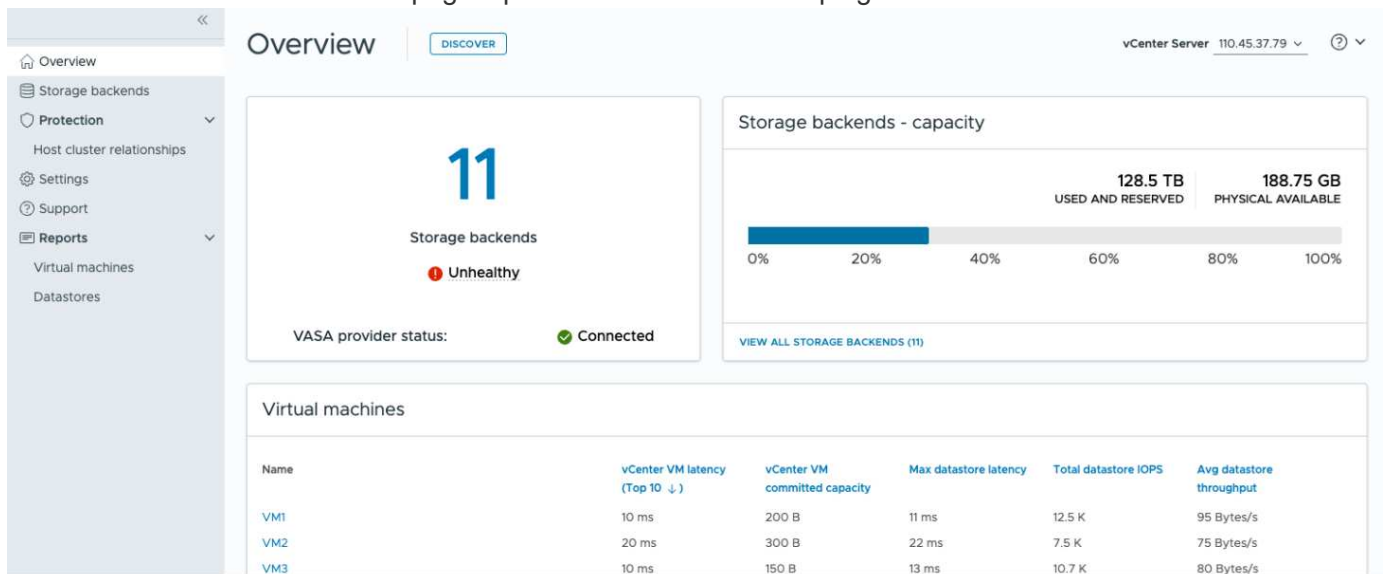 «
Overview
Storage backends
Protection
Host cluster relationships
Settings
Support
Reports
Virtual machines
Datastores
Overview
DISCOVER
vCenter Server 110.45.37.79
11
Storage backends
Unhealthy
VASA provider status: Connected
Storage backends - capacity
128.5 TB 188.75 GB
USED AND RESERVED PHYSICAL AVAILABLE
0% 20% 40% 60% 80% 100%
VIEW ALL STORAGE BACKENDS (11)
Virtual machines
Name vCenter VM latency vCenter VM Max datastore latency Total datastore IOPS Avg datastore
(Top 10 ↓ ) committed capacity throughput
VM1 10 ms 200 B 11 ms 12.5 K 95 Bytes/s
VM2 20 ms 300 B 22 ms 7.5 K 75 Bytes/s
VM3 10 ms 150 B 13 ms 10.7 K 80 Bytes/s